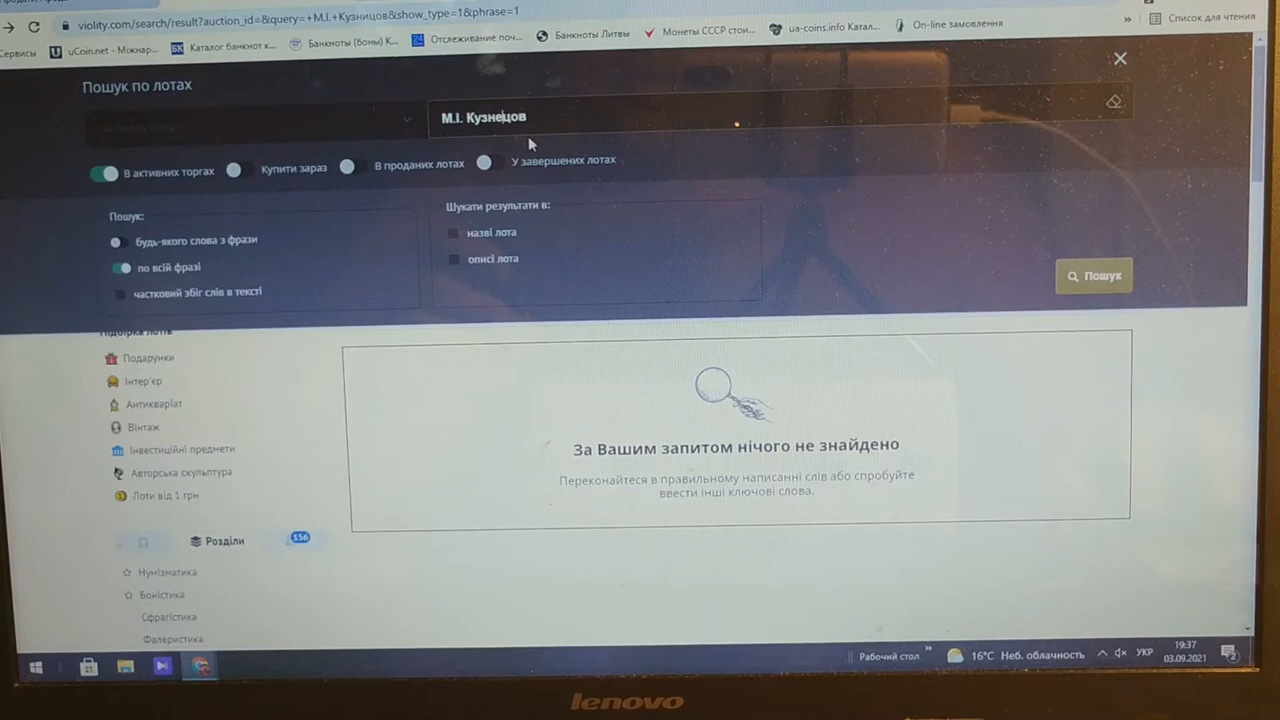 violity.com/search/result?auction_id=&query=+М.І.+Кузницов&show_type=1&phrase=1
Сервисы uCoin.net - Мжнар... Каталог банкнот к... Банкноты (боны) К... Отслеживание поч... Банкноты Литвы Монеты СССР стои... ua-coins.info Катал... On-line замовлення » Список для чтения
Пошук по лотах
М.І. Кузнецов
В активних торгах Купити зараз В проданих лотах У завершених лотах
Пошук:
будь-якого слова з фрази
по всій фразі
частковий збіг слів в тексті
Шукати результати в:
назві лота
описі лота
Пошук
Підбірка лотів
Подарунки
Інтер'єр
Антикваріат
Вінтаж
Інвестиційні предмети
Авторська скульптура
Лоти від 1 грн
Розділи 156
Нумізматика
Боністика
Сфрагістика
Фалеристика
За Вашим запитом нічого не знайдено
Переконайтеся в правильному написанні слів або спробуйте
ввести інші ключові слова.
Рабочий стол » 16°C Неб. облачность УКР 19:37
03.09.2021 2
lenovo